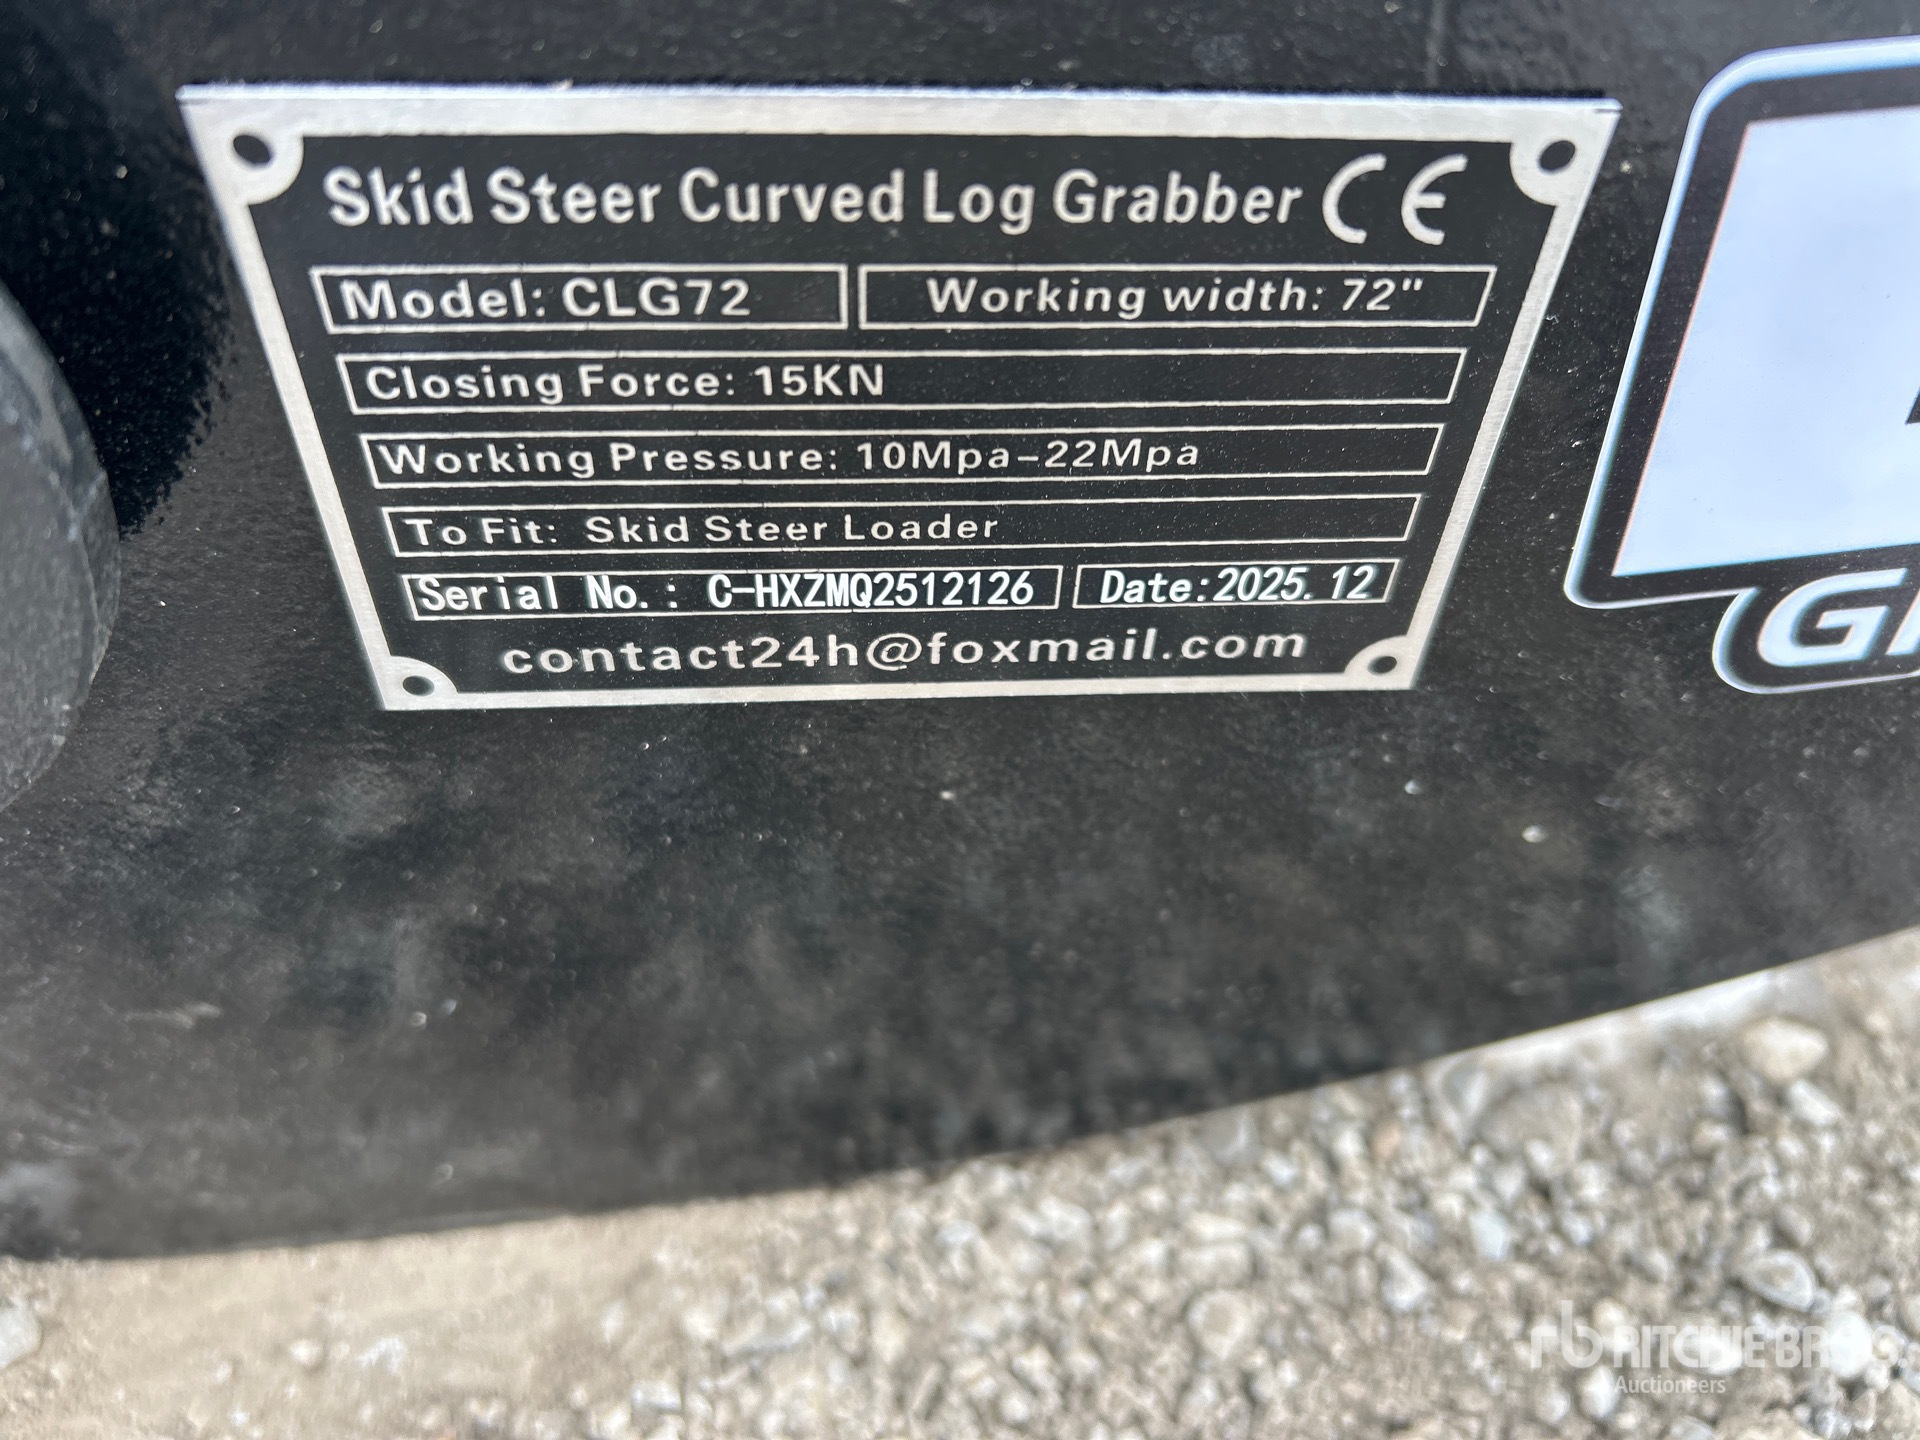 Skid Steer Curved Log Grabber CE
Model: CLG72
Working width: 72"
Closing Force: 15KN
Working Pressure: 10Mpa-22Mpa
To Fit: Skid Steer Loader
Serial No.: C-HXZMQ2512126
Date:2025.12
contact24h@foxmail.com
rb RITCHIE BROS
Auctioneers